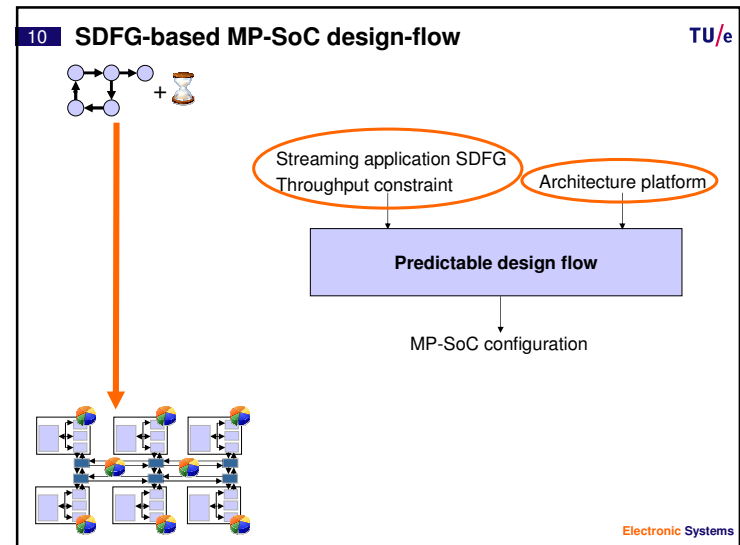 10 SDFG-based MP-SoC design-flow
TU/e
+
Streaming application SDFG
Throughput constraint
Architecture platform
Predictable design flow
MP-SoC configuration
Electronic Systems